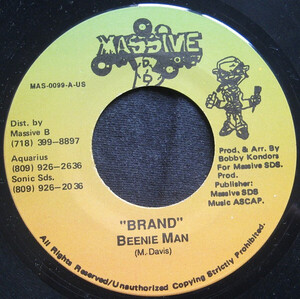 MASSIVE
B
MAS-0099-A-US
Dist. by
Massive B
(718) 399-8897
Aquarius
(809) 926-2636
Sonic Sds.
(809) 926-2036
Prod. & Arr. By
Bobby Kondors
For Massive SDS.
Prod.
Publisher:
Massive SDS
Music ASCAP.
"BRAND"
BEENIE MAN
(M. Davis)
All Rights Reserved/Unauthorized Copying Strictly Prohibited.